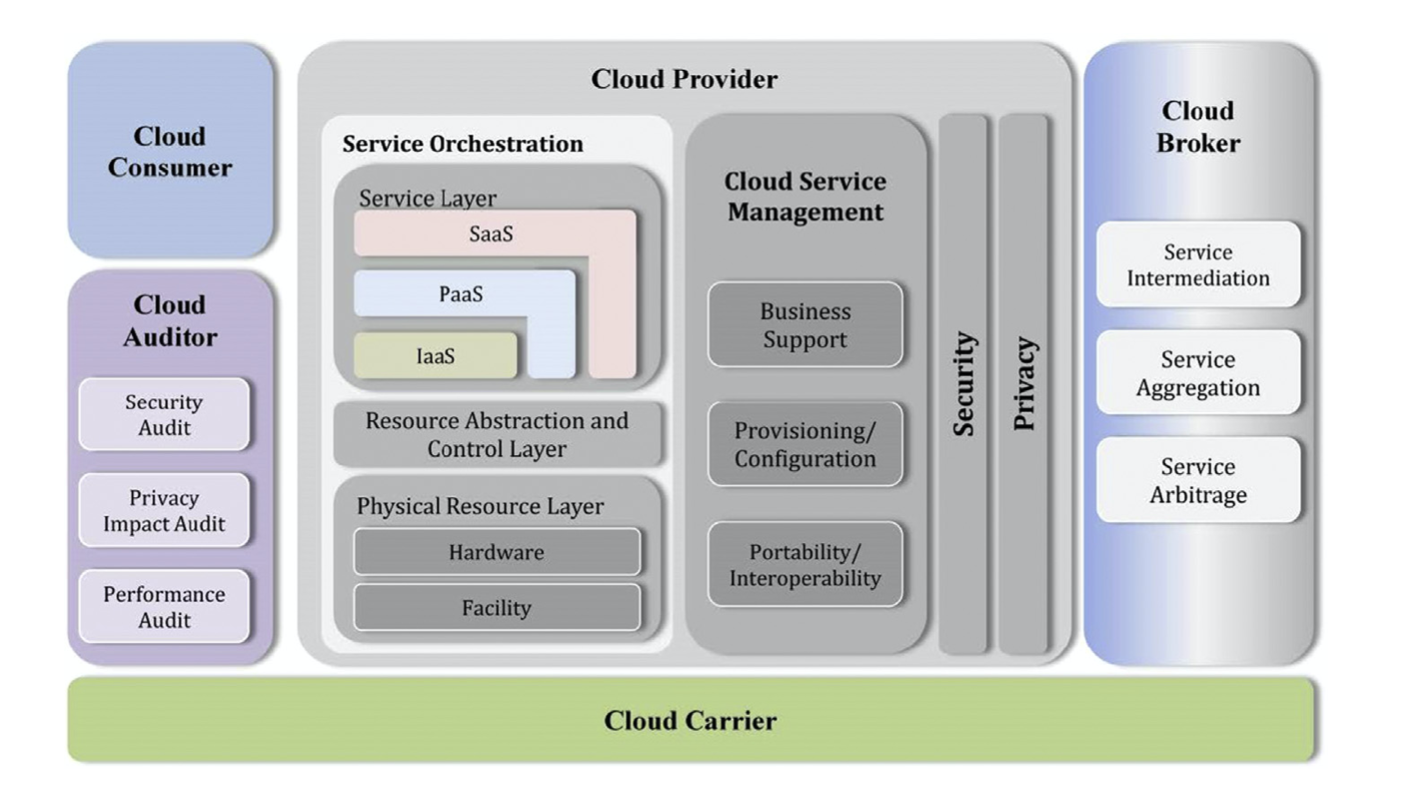 Cloud
Consumer
Cloud
Auditor
Security
Audit
Privacy
Impact Audit
Performance
Audit
Cloud Provider
Service Orchestration
Service Layer
SaaS
PaaS
IaaS
Resource Abstraction and
Control Layer
Physical Resource Layer
Hardware
Facility
Cloud Service
Management
Business
Support
Provisioning/
Configuration
Portability/
Interoperability
Security
Privacy
Cloud
Broker
Service
Intermediation
Service
Aggregation
Service
Arbitrage
Cloud Carrier